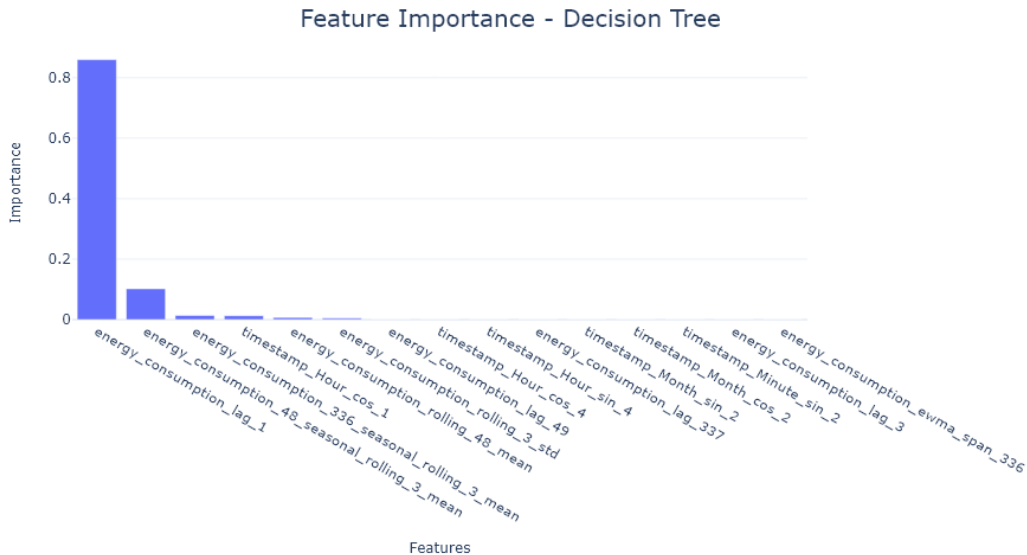 Feature Importance - Decision Tree
Importance
0.8
0.6
0.4
0.2
0
energy_consumption_lag_1
energy_consumption_48_seasonal_rolling_3_mean
energy_consumption_336_seasonal_rolling_3_mean
timestamp_Hour_cos_1
energy_consumption_rolling_48_mean
energy_consumption_rolling_3_std
energy_consumption_lag_49
timestamp_Hour_cos_4
timestamp_Hour_sin_4
energy_consumption_lag_337
timestamp_Month_sin_2
timestamp_Month_cos_2
timestamp_Minute_sin_2
energy_consumption_lag_3
energy_consumption_ewma_span_336
Features